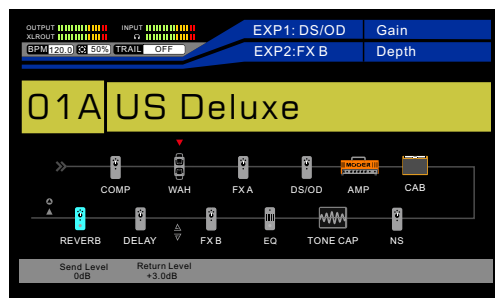 OUTPUT INPUT
XLROUT
BPM 120.0 50% TRAIL OFF
EXP1: DS/OD Gain
EXP2:FX B Depth
01A US Deluxe
MOOER
COMP WAH FX A DS/OD AMP CAB
REVERB DELAY FX B EQ TONE CAP NS
Send Level Return Level
0dB +3.0dB